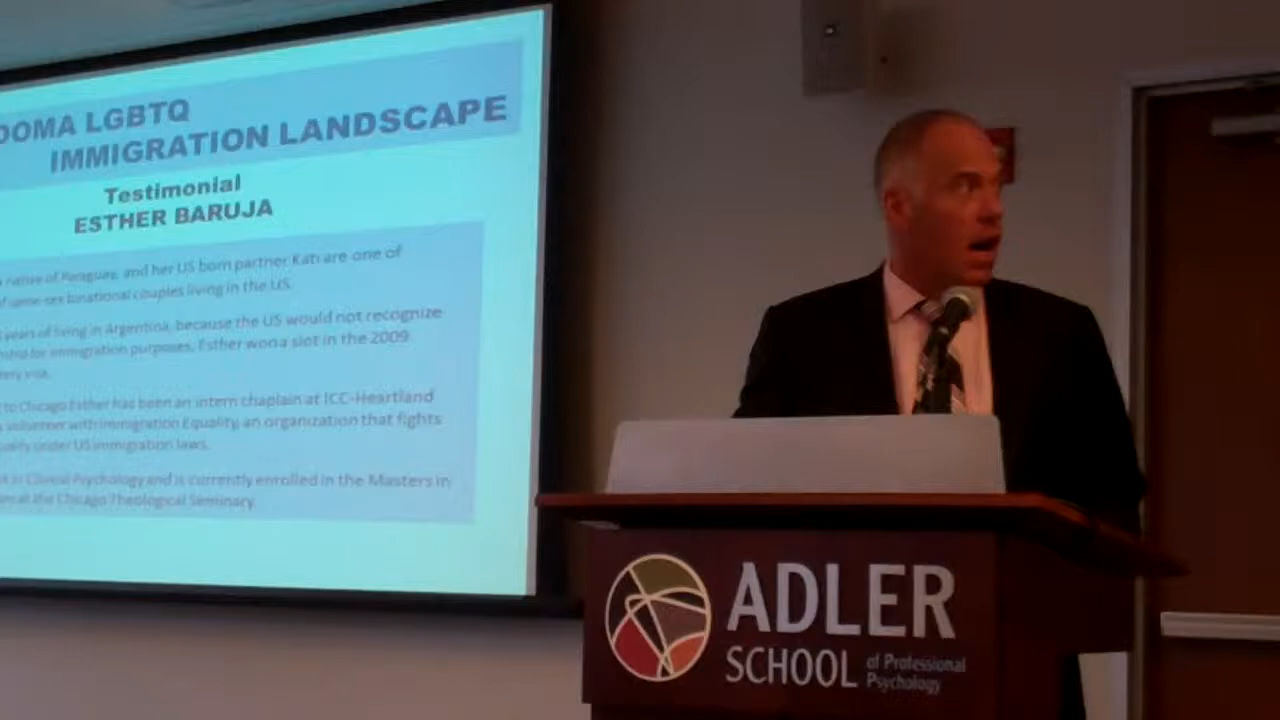 DOMA LGBTQ
IMMIGRATION LANDSCAPE
Testimonial
ESTHER BARUJA
native of Paraguay, and her US born partner Kati are one of
same-sex binational couples living in the US.
years of living in Argentina, because the US would not recognize
for immigration purposes, Esther won a slot in the 2009
visa.
to Chicago Esther has been an intern chaplain at ICC-Heartland
volunteer with Immigration Equality, an organization that fights
under US immigration laws.
in Clinical Psychology and is currently enrolled in the Masters in
at the Chicago Theological Seminary.
ADLER
SCHOOL of Professional
Psychology